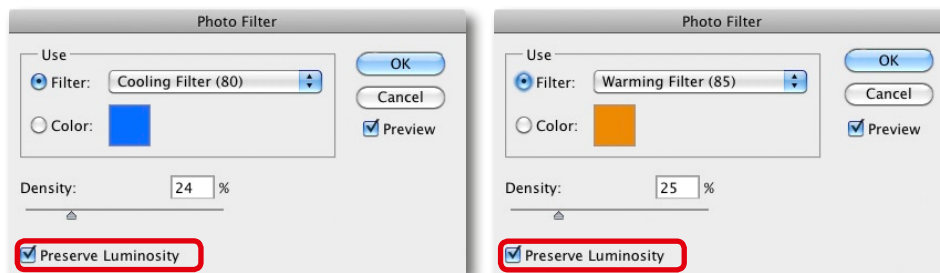 Photo Filter
Use
Filter: Cooling Filter (80)
Color:
OK
Cancel
Preview
Density: 24 %
Preserve Luminosity
Photo Filter
Use
Filter: Warming Filter (85)
Color:
OK
Cancel
Preview
Density: 25 %
Preserve Luminosity